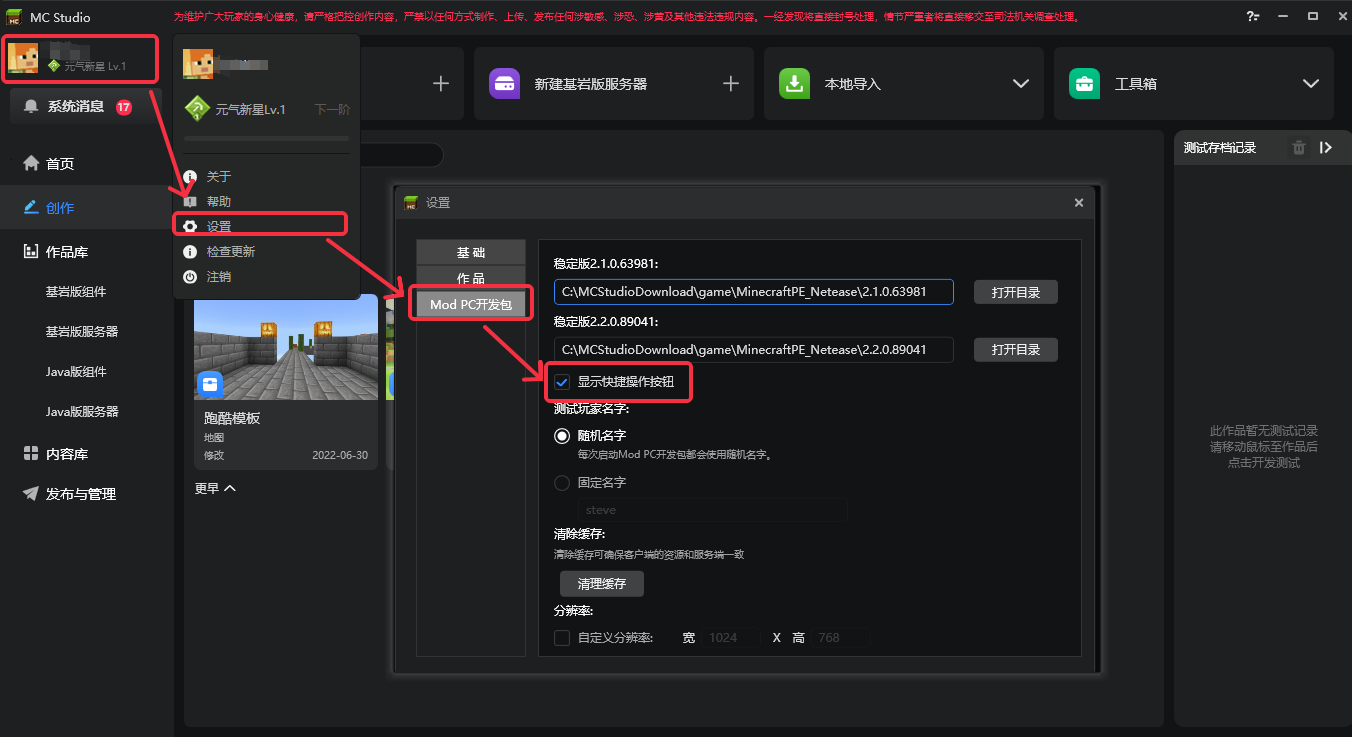 MC Studio
为维护广大玩家的身心健康，请严格把控创作内容，严禁以任何方式制作、上传、发布任何涉敏感、涉恐、涉黄及其他违法违规内容。一经发现将直接封号处理，情节严重者将直接移交至司法机关调查处理。
元气新星 Lv.1
系统消息 17
首页
创作
作品库
基岩版组件
基岩版服务器
Java版组件
Java版服务器
内容库
发布与管理
元气新星Lv.1 下一阶
关于
帮助
设置
检查更新
注销
新建基岩版服务器
本地导入
工具箱
跑酷模板
地图
修改 2022-06-30
更早
设置
基 础
作 品
Mod PC开发包
稳定版2.1.0.63981:
C:\MCStudioDownload\game\MinecraftPE_Netease\2.1.0.63981 打开目录
稳定版2.2.0.89041:
C:\MCStudioDownload\game\MinecraftPE_Netease\2.2.0.89041 打开目录
显示快捷操作按钮
测试玩家名字:
随机名字
每次启动Mod PC开发包都会使用随机名字。
固定名字
steve
清除缓存:
清除缓存可确保客户端的资源和服务端一致
清理缓存
分辨率:
自定义分辨率: 宽 1024 X 高 768
测试存档记录
此作品暂无测试记录
请移动鼠标至作品后
点击开发测试